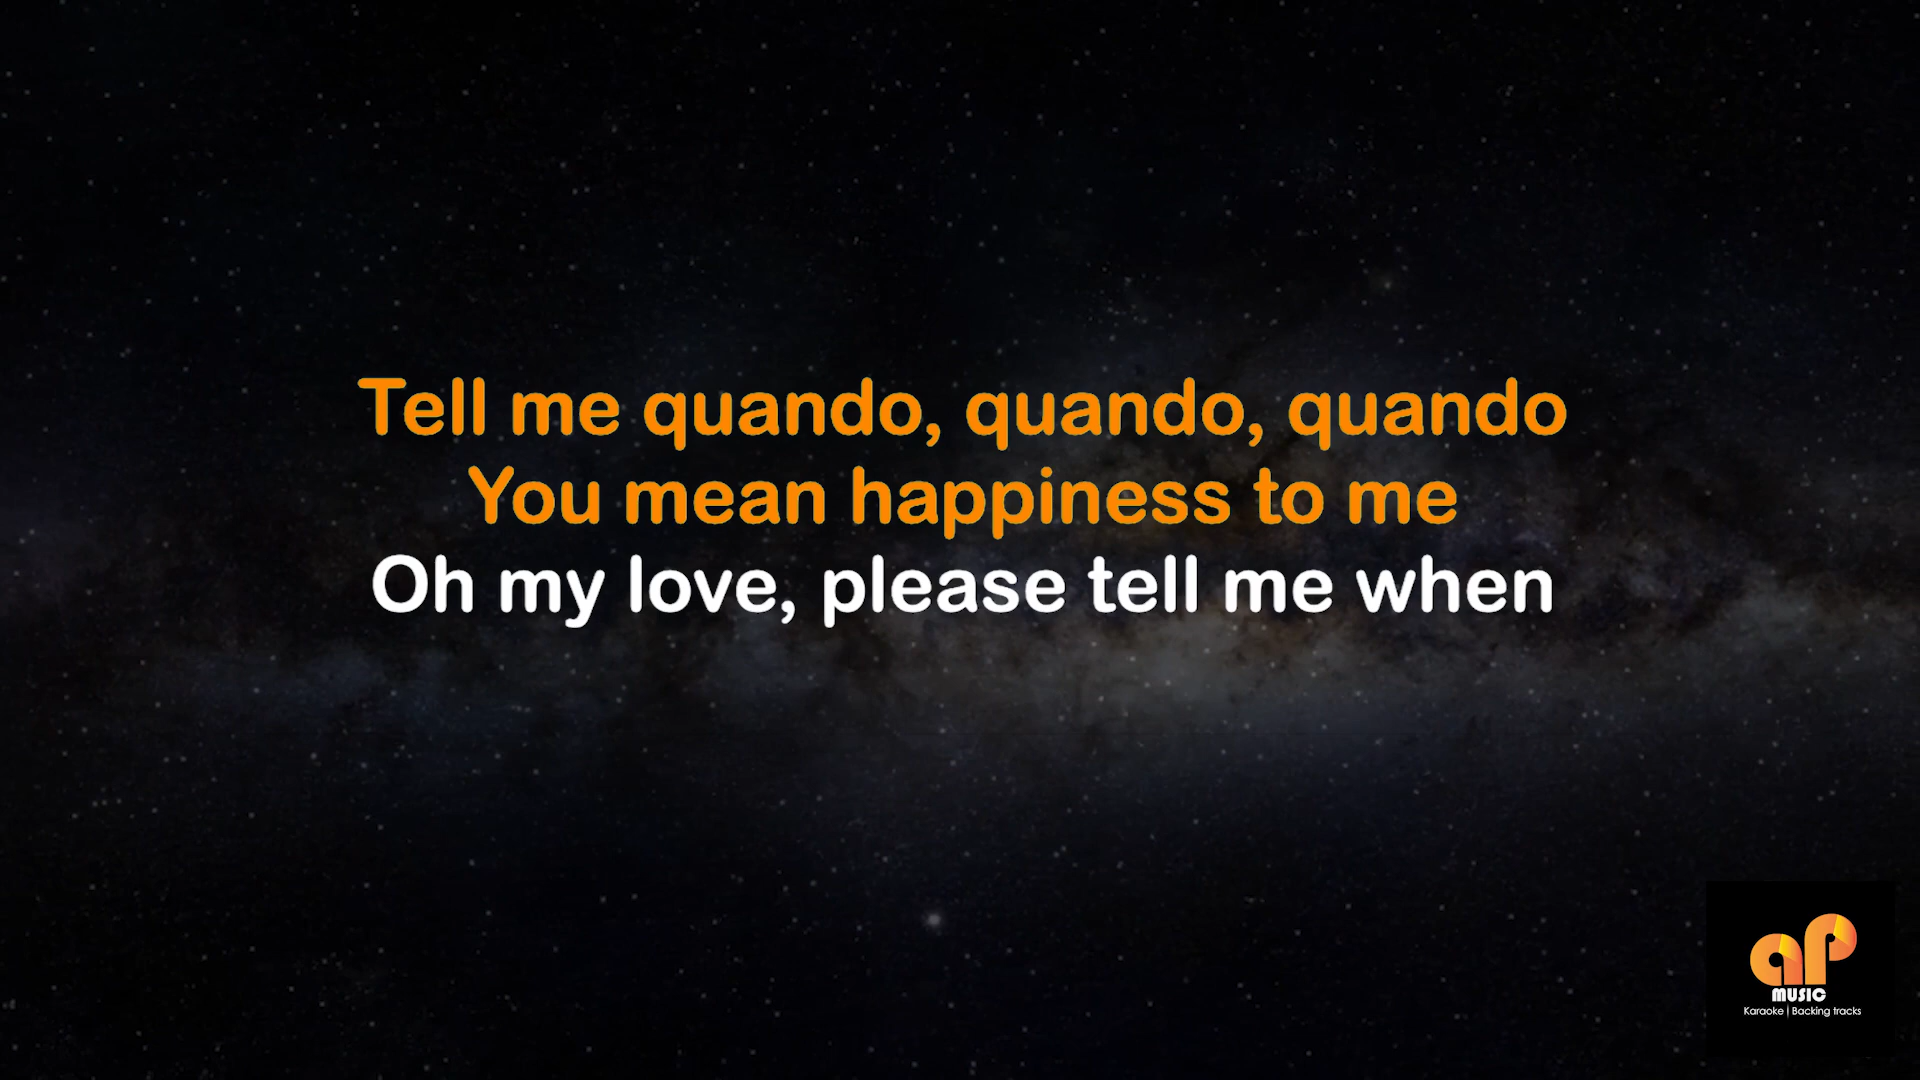 Tell me quando, quando, quando
You mean happiness to me
Oh my love, please tell me when
aP
MUSIC
Karaoke | Backing tracks